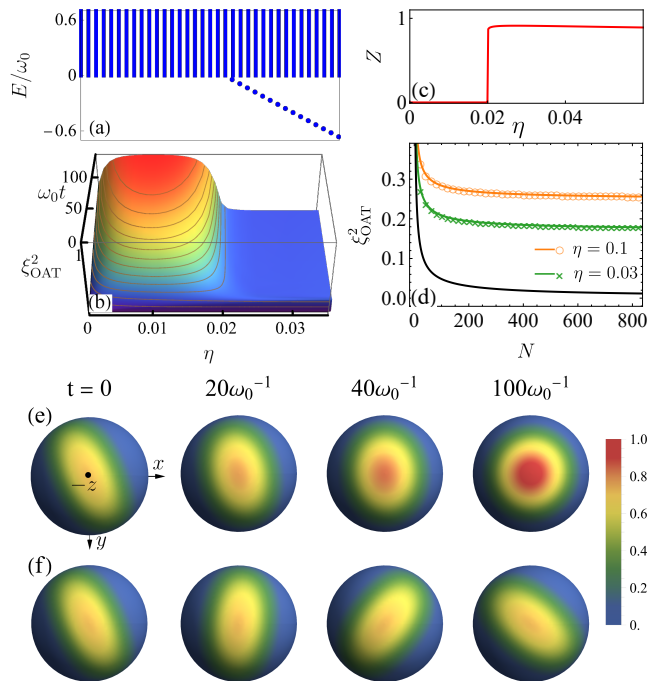 0.6
0
−0.6
E/ω₀
(a)
100
50
0
1
ω₀t
ξ²OAT
(b)
0
0.01
0.02
0.03
η
1
0
Z
(c)
0
0.02
0.04
η
0.3
0.2
0.1
0.0
ξ²OAT
η = 0.1
η = 0.03
(d)
0
200
400
600
800
N
t = 0
20ω₀⁻¹
40ω₀⁻¹
100ω₀⁻¹
(e)
−z
x
y
(f)
1.0
0.8
0.6
0.4
0.2
0.